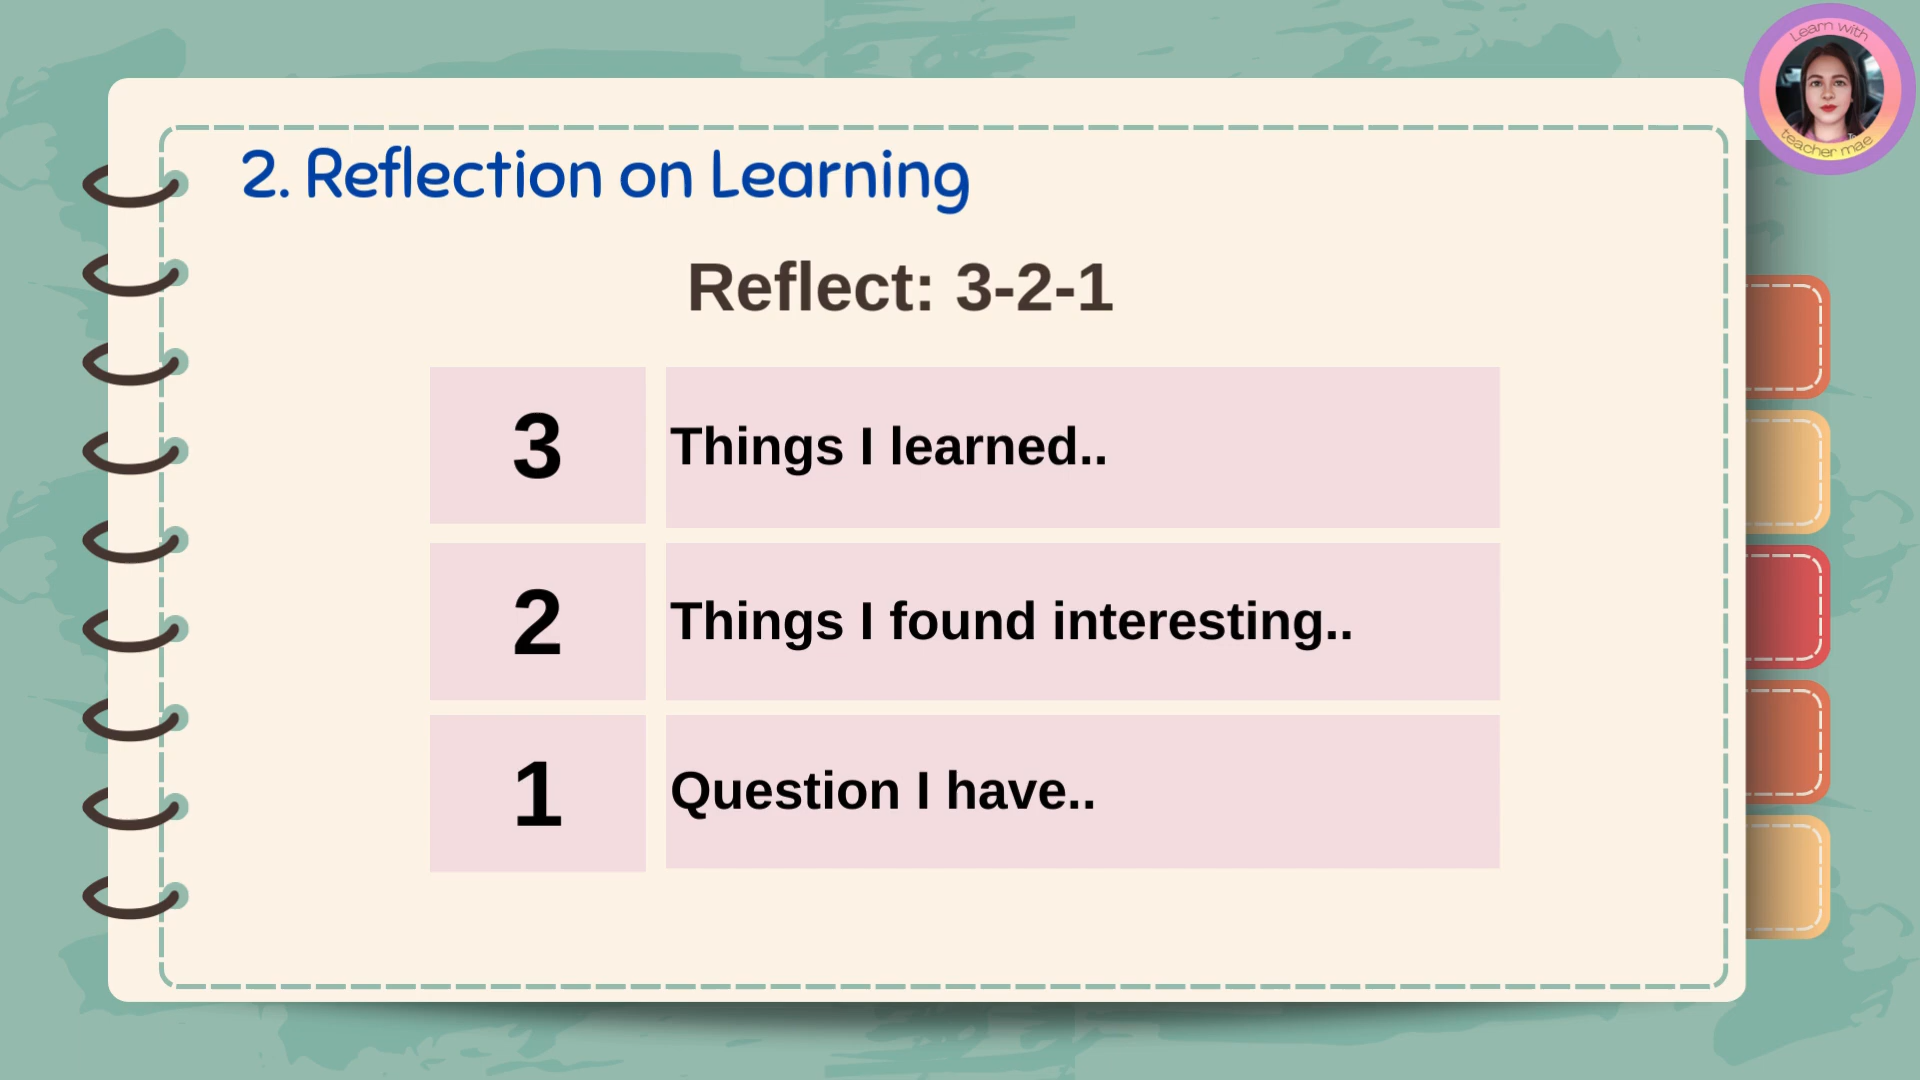 Learn with
teacher mae
2. Reflection on Learning
Reflect: 3-2-1
3
Things I learned..
2
Things I found interesting..
1
Question I have..